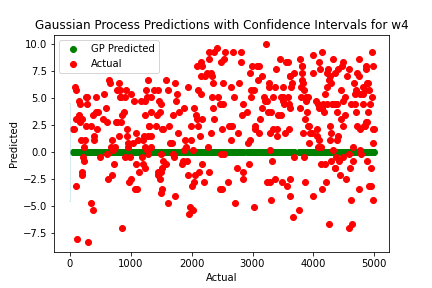 Gaussian Process Predictions with Confidence Intervals for w4
GP Predicted
Actual
10.0
7.5
5.0
2.5
0.0
−2.5
−5.0
−7.5
Predicted
0
1000
2000
3000
4000
5000
Actual